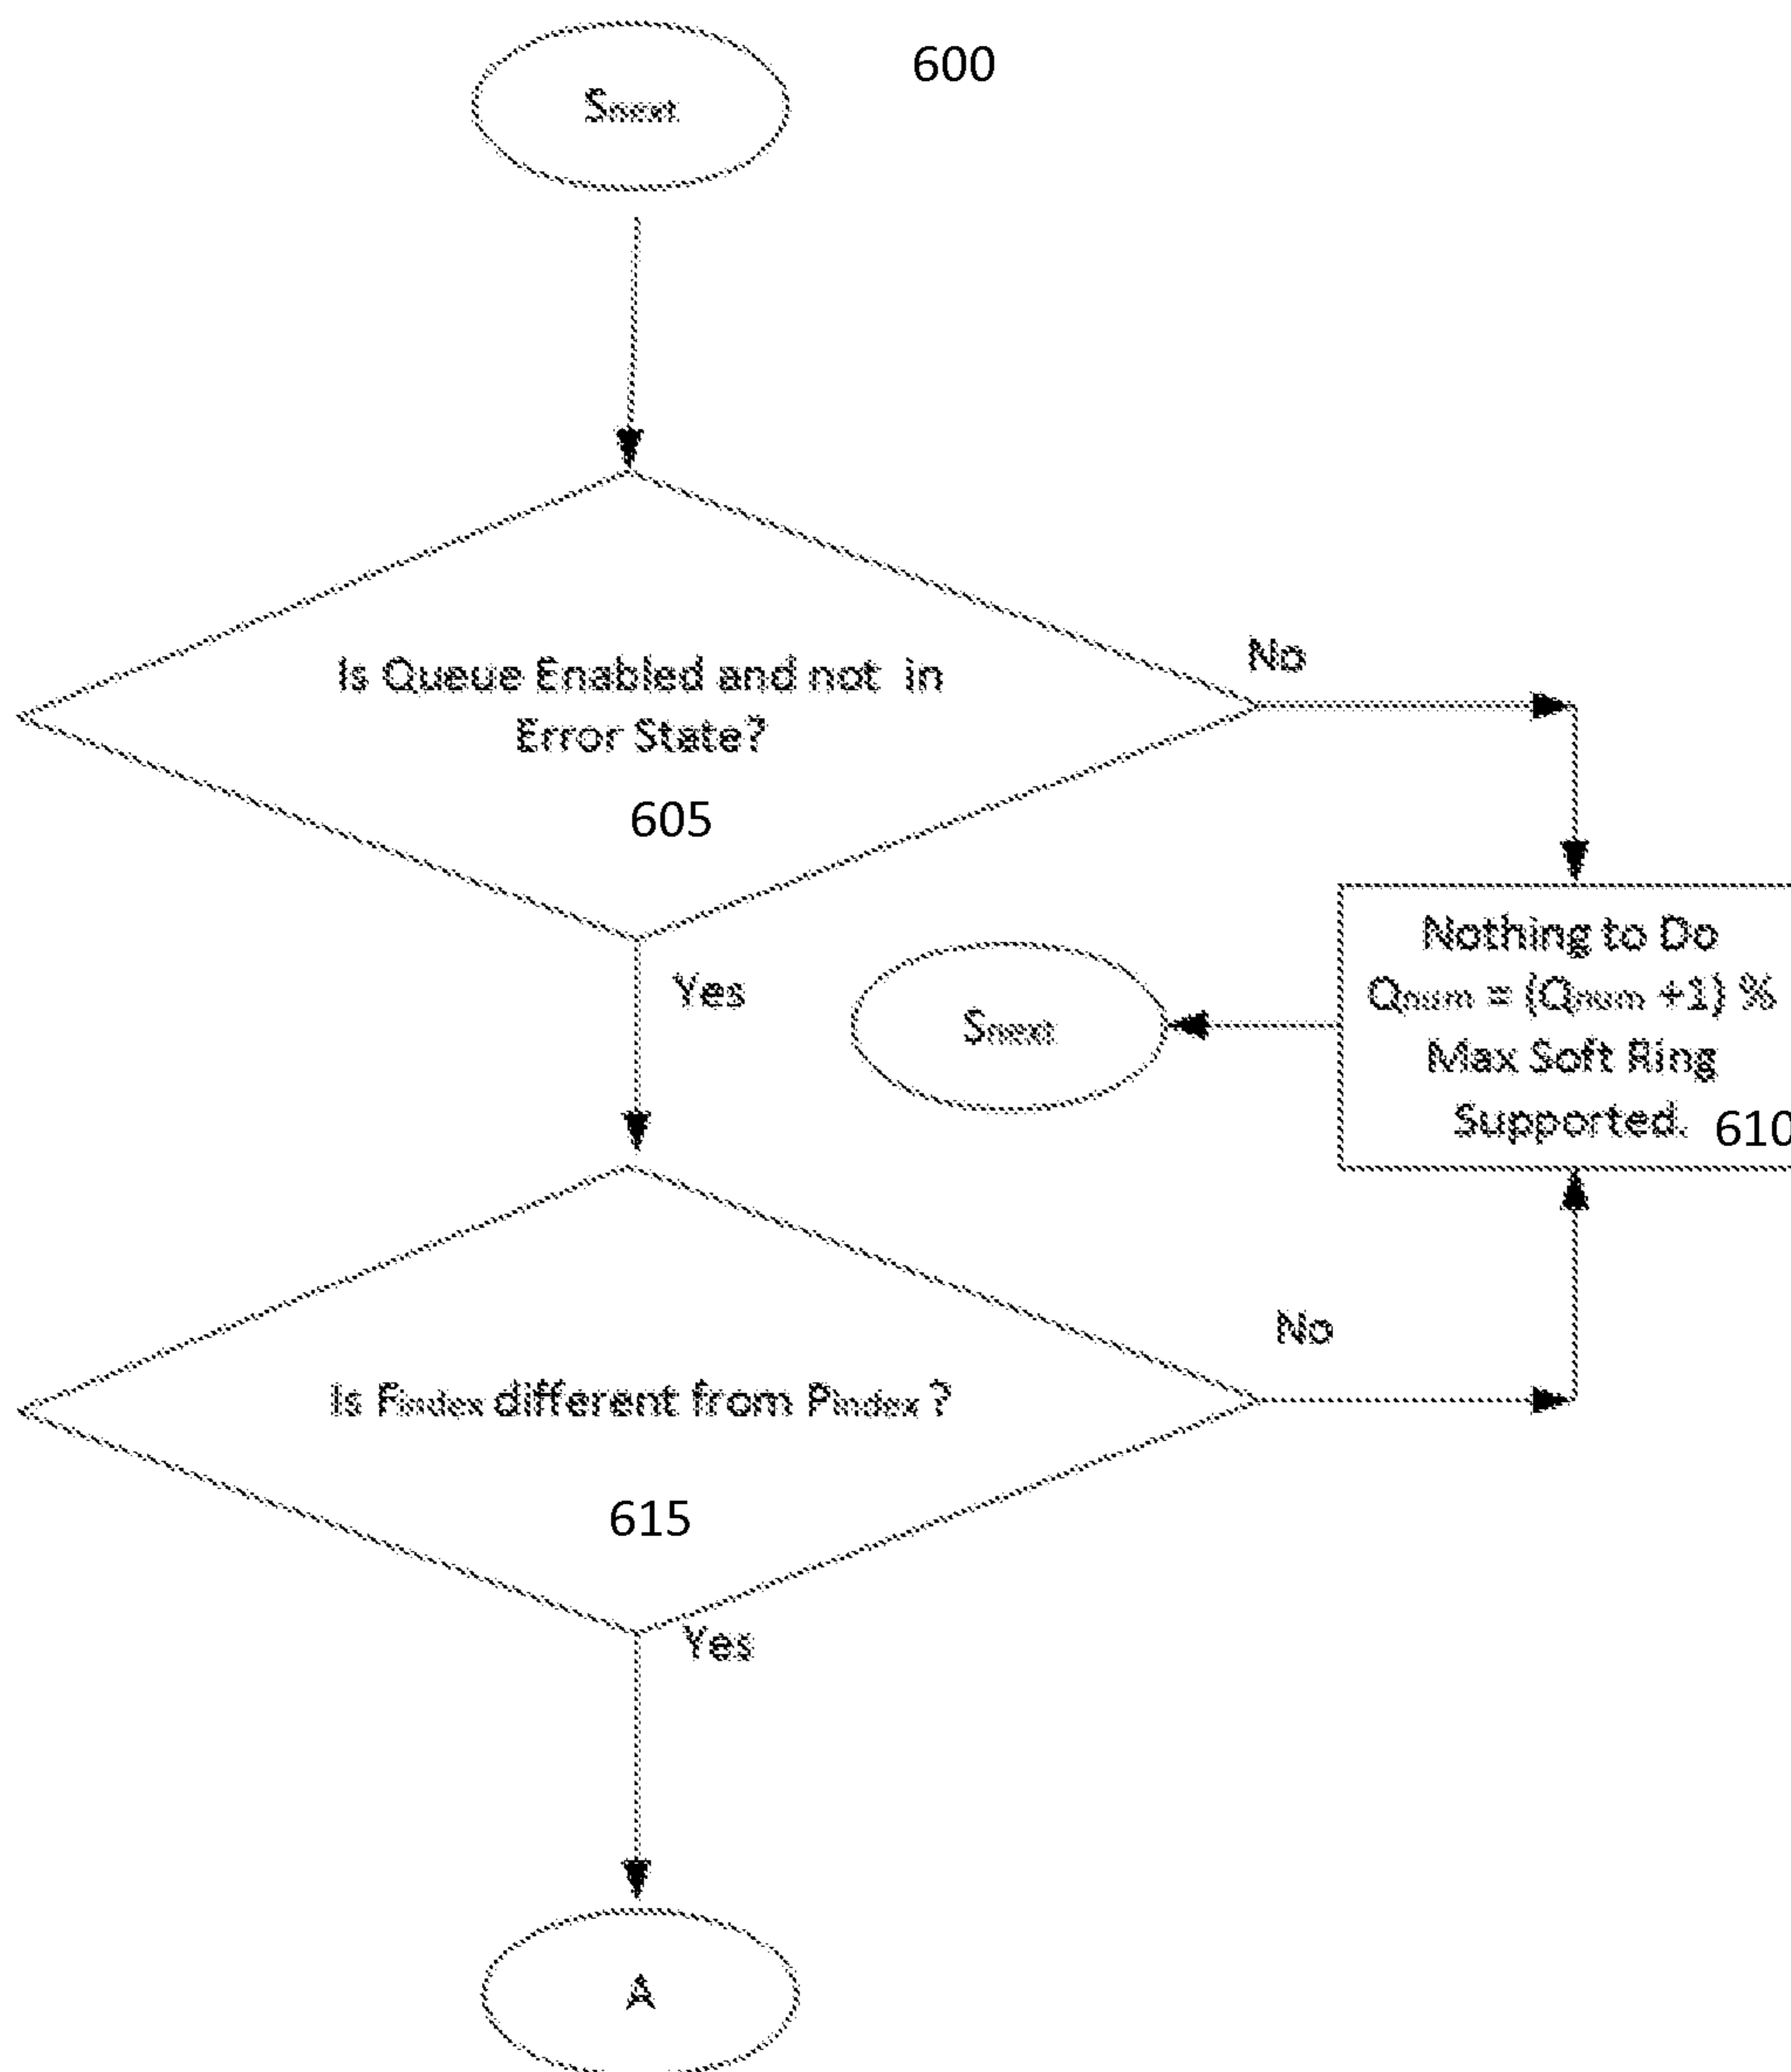 600
Snext
Is Queue Enabled and not in
Error State?
605
No
Yes
Nothing to Do
Qnum = (Qnum +1) %
Max Soft Ring
Supported.
610
Snext
Is Findex different from Pindex ?
615
No
Yes
A